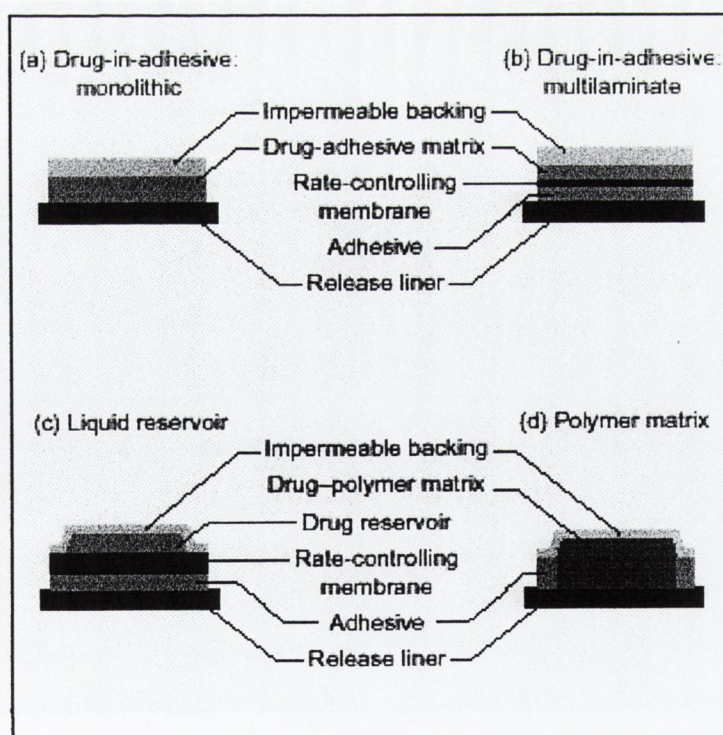 (a) Drug-in-adhesive:
monolithic
(b) Drug-in-adhesive:
multilaminate
Impermeable backing
Drug-adhesive matrix
Rate-controlling
membrane
Adhesive
Release liner
(c) Liquid reservoir
(d) Polymer matrix
Impermeable backing
Drug–polymer matrix
Drug reservoir
Rate-controlling
membrane
Adhesive
Release liner